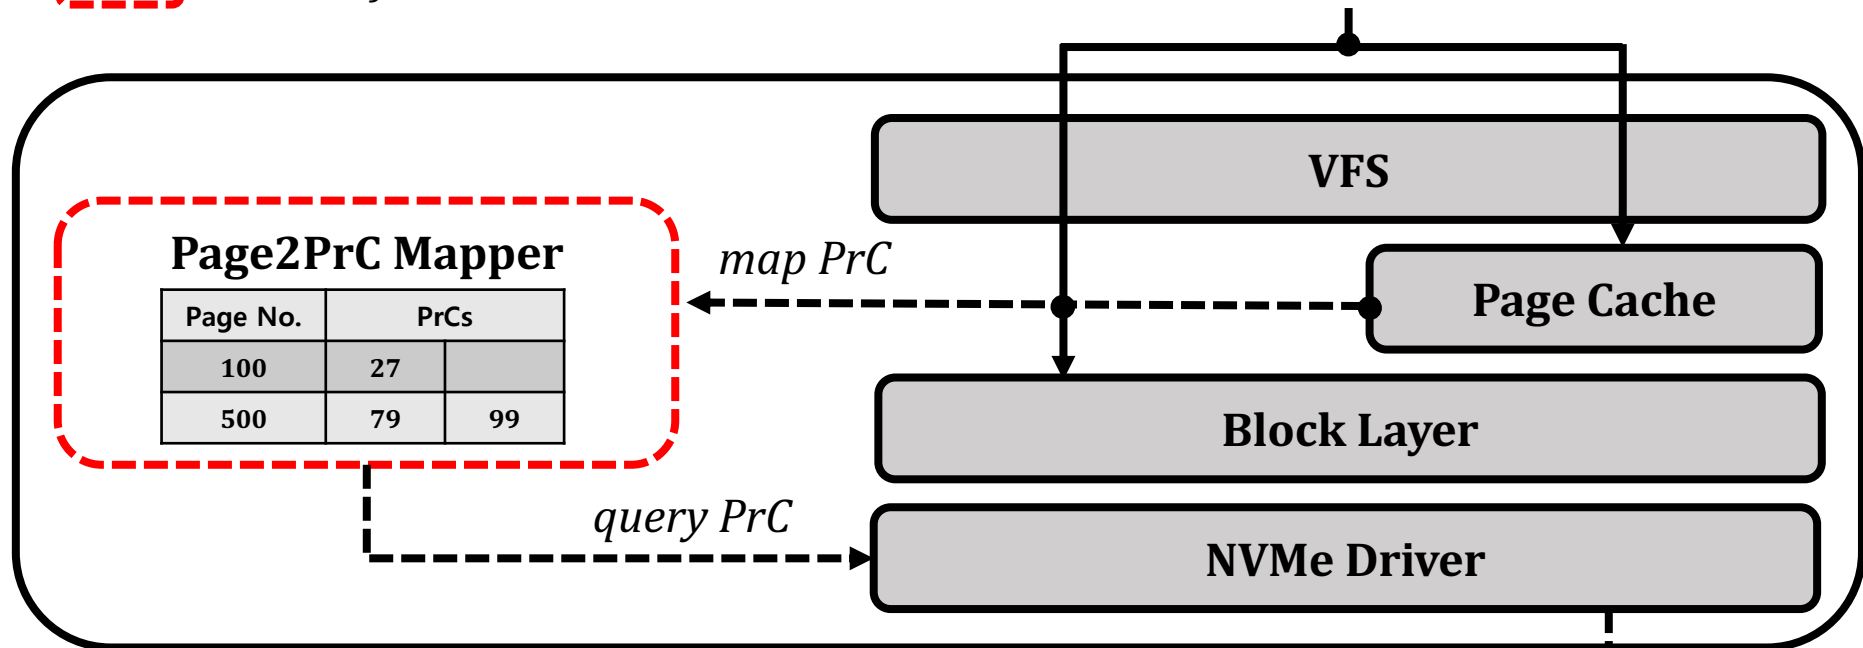 VFS
Page2PrC Mapper
map PrC
Page Cache
Page No. PrCs
100 27
500 79 99
Block Layer
query PrC
NVMe Driver